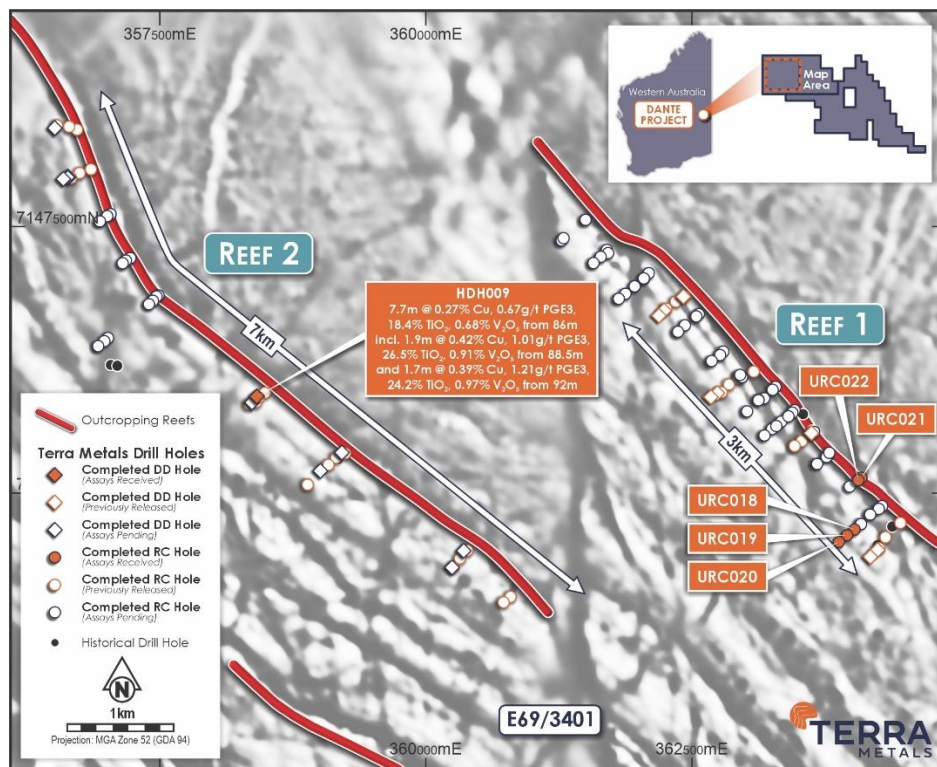 357500mE
360000mE
Western Australia
DANTE
PROJECT
Map
Area
7147500mN
REEF 2
HDH009
7.7m @ 0.27% Cu, 0.67g/t PGE3,
18.4% TiO₂, 0.68% V₂O₅ from 86m
incl. 1.9m @ 0.42% Cu, 1.01g/t PGE3,
26.5% TiO₂, 0.91% V₂O₅ from 88.5m
and 1.7m @ 0.39% Cu, 1.21g/t PGE3,
24.2% TiO₂, 0.97% V₂O₅ from 92m
7km
REEF 1
URC022
URC021
3km
URC018
URC019
URC020
Outcropping Reefs
Terra Metals Drill Holes
Completed DD Hole
(Assays Received)
Completed DD Hole
(Previously Released)
Completed DD Hole
(Assays Pending)
Completed RC Hole
(Assays Received)
Completed RC Hole
(Previously Released)
Completed RC Hole
(Assays Pending)
Historical Drill Hole
N
1km
Projection: MGA Zone 52 (GDA 94)
E69/3401
360000mE
362500mE
TERRA
METALS